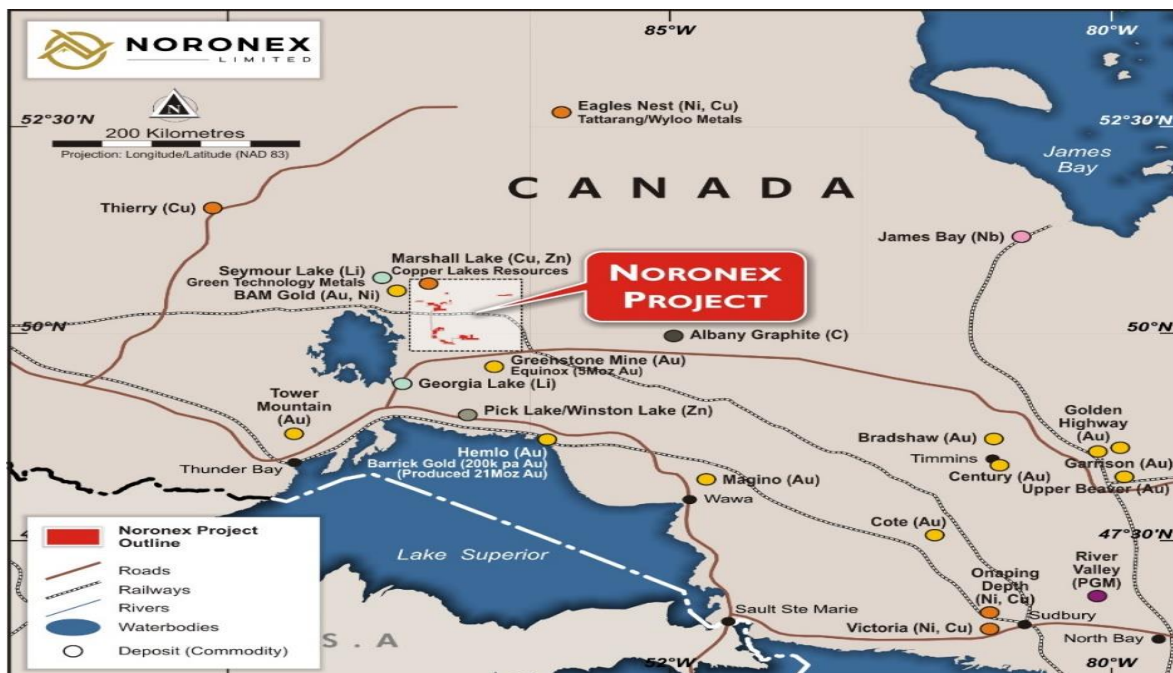 NORONEX
LIMITED
85°W
80°W
N
52°30'N
200 Kilometres
Projection: Longitude/Latitude (NAD 83)
Eagles Nest (Ni, Cu)
Tattarang/Wyloo Metals
52°30'N
James
Bay
CANADA
Thierry (Cu)
James Bay (Nb)
Marshall Lake (Cu, Zn)
Copper Lakes Resources
Seymour Lake (Li)
Green Technology Metals
BAM Gold (Au, Ni)
NORONEX
PROJECT
50°N
50°N
Albany Graphite (C)
Greenstone Mine (Au)
Equinox (5Moz Au)
Georgia Lake (Li)
Tower
Mountain
(Au)
Pick Lake/Winston Lake (Zn)
Golden
Highway
(Au)
Hemlo (Au)
Barrick Gold (200k pa Au)
(Produced 21Moz Au)
Bradshaw (Au)
Timmins
Century (Au)
Garrison (Au)
Upper Beaver (Au)
Thunder Bay
Magino (Au)
Wawa
Cote (Au)
47°30'N
Lake Superior
River
Valley
(PGM)
Onaping
Depth
(Ni, Cu)
Sudbury
Sault Ste Marie
Victoria (Ni, Cu)
North Bay
52°W
80°W
S.A
Noronex Project
Outline
Roads
Railways
Rivers
Waterbodies
Deposit (Commodity)